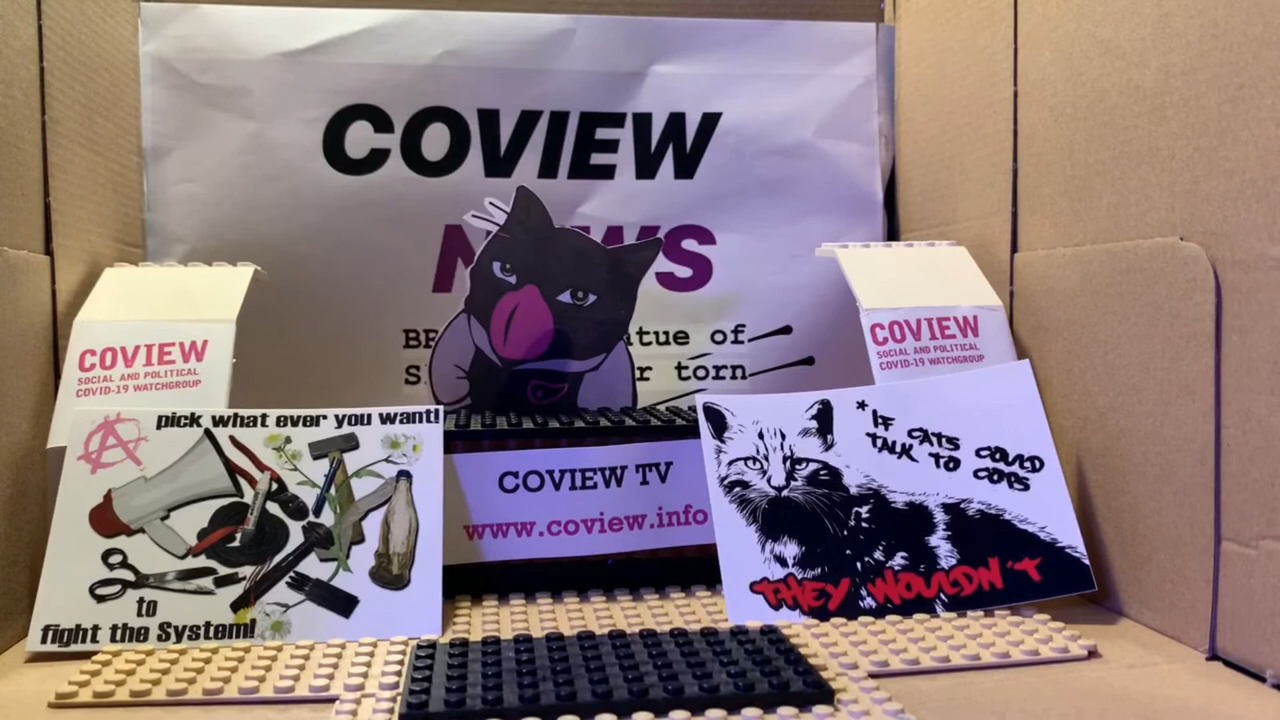 COVIEW
NEWS
BR atue of
S r torn
COVIEW
SOCIAL AND POLITICAL
COVID-19 WATCHGROUP
COVIEW
SOCIAL AND POLITICAL
COVID-19 WATCHGROUP
pick what ever you want!
to
fight the System!
COVIEW TV
www.coview.info
*IF CATS COULD
TALK TO COPS
THEY WOULDN'T